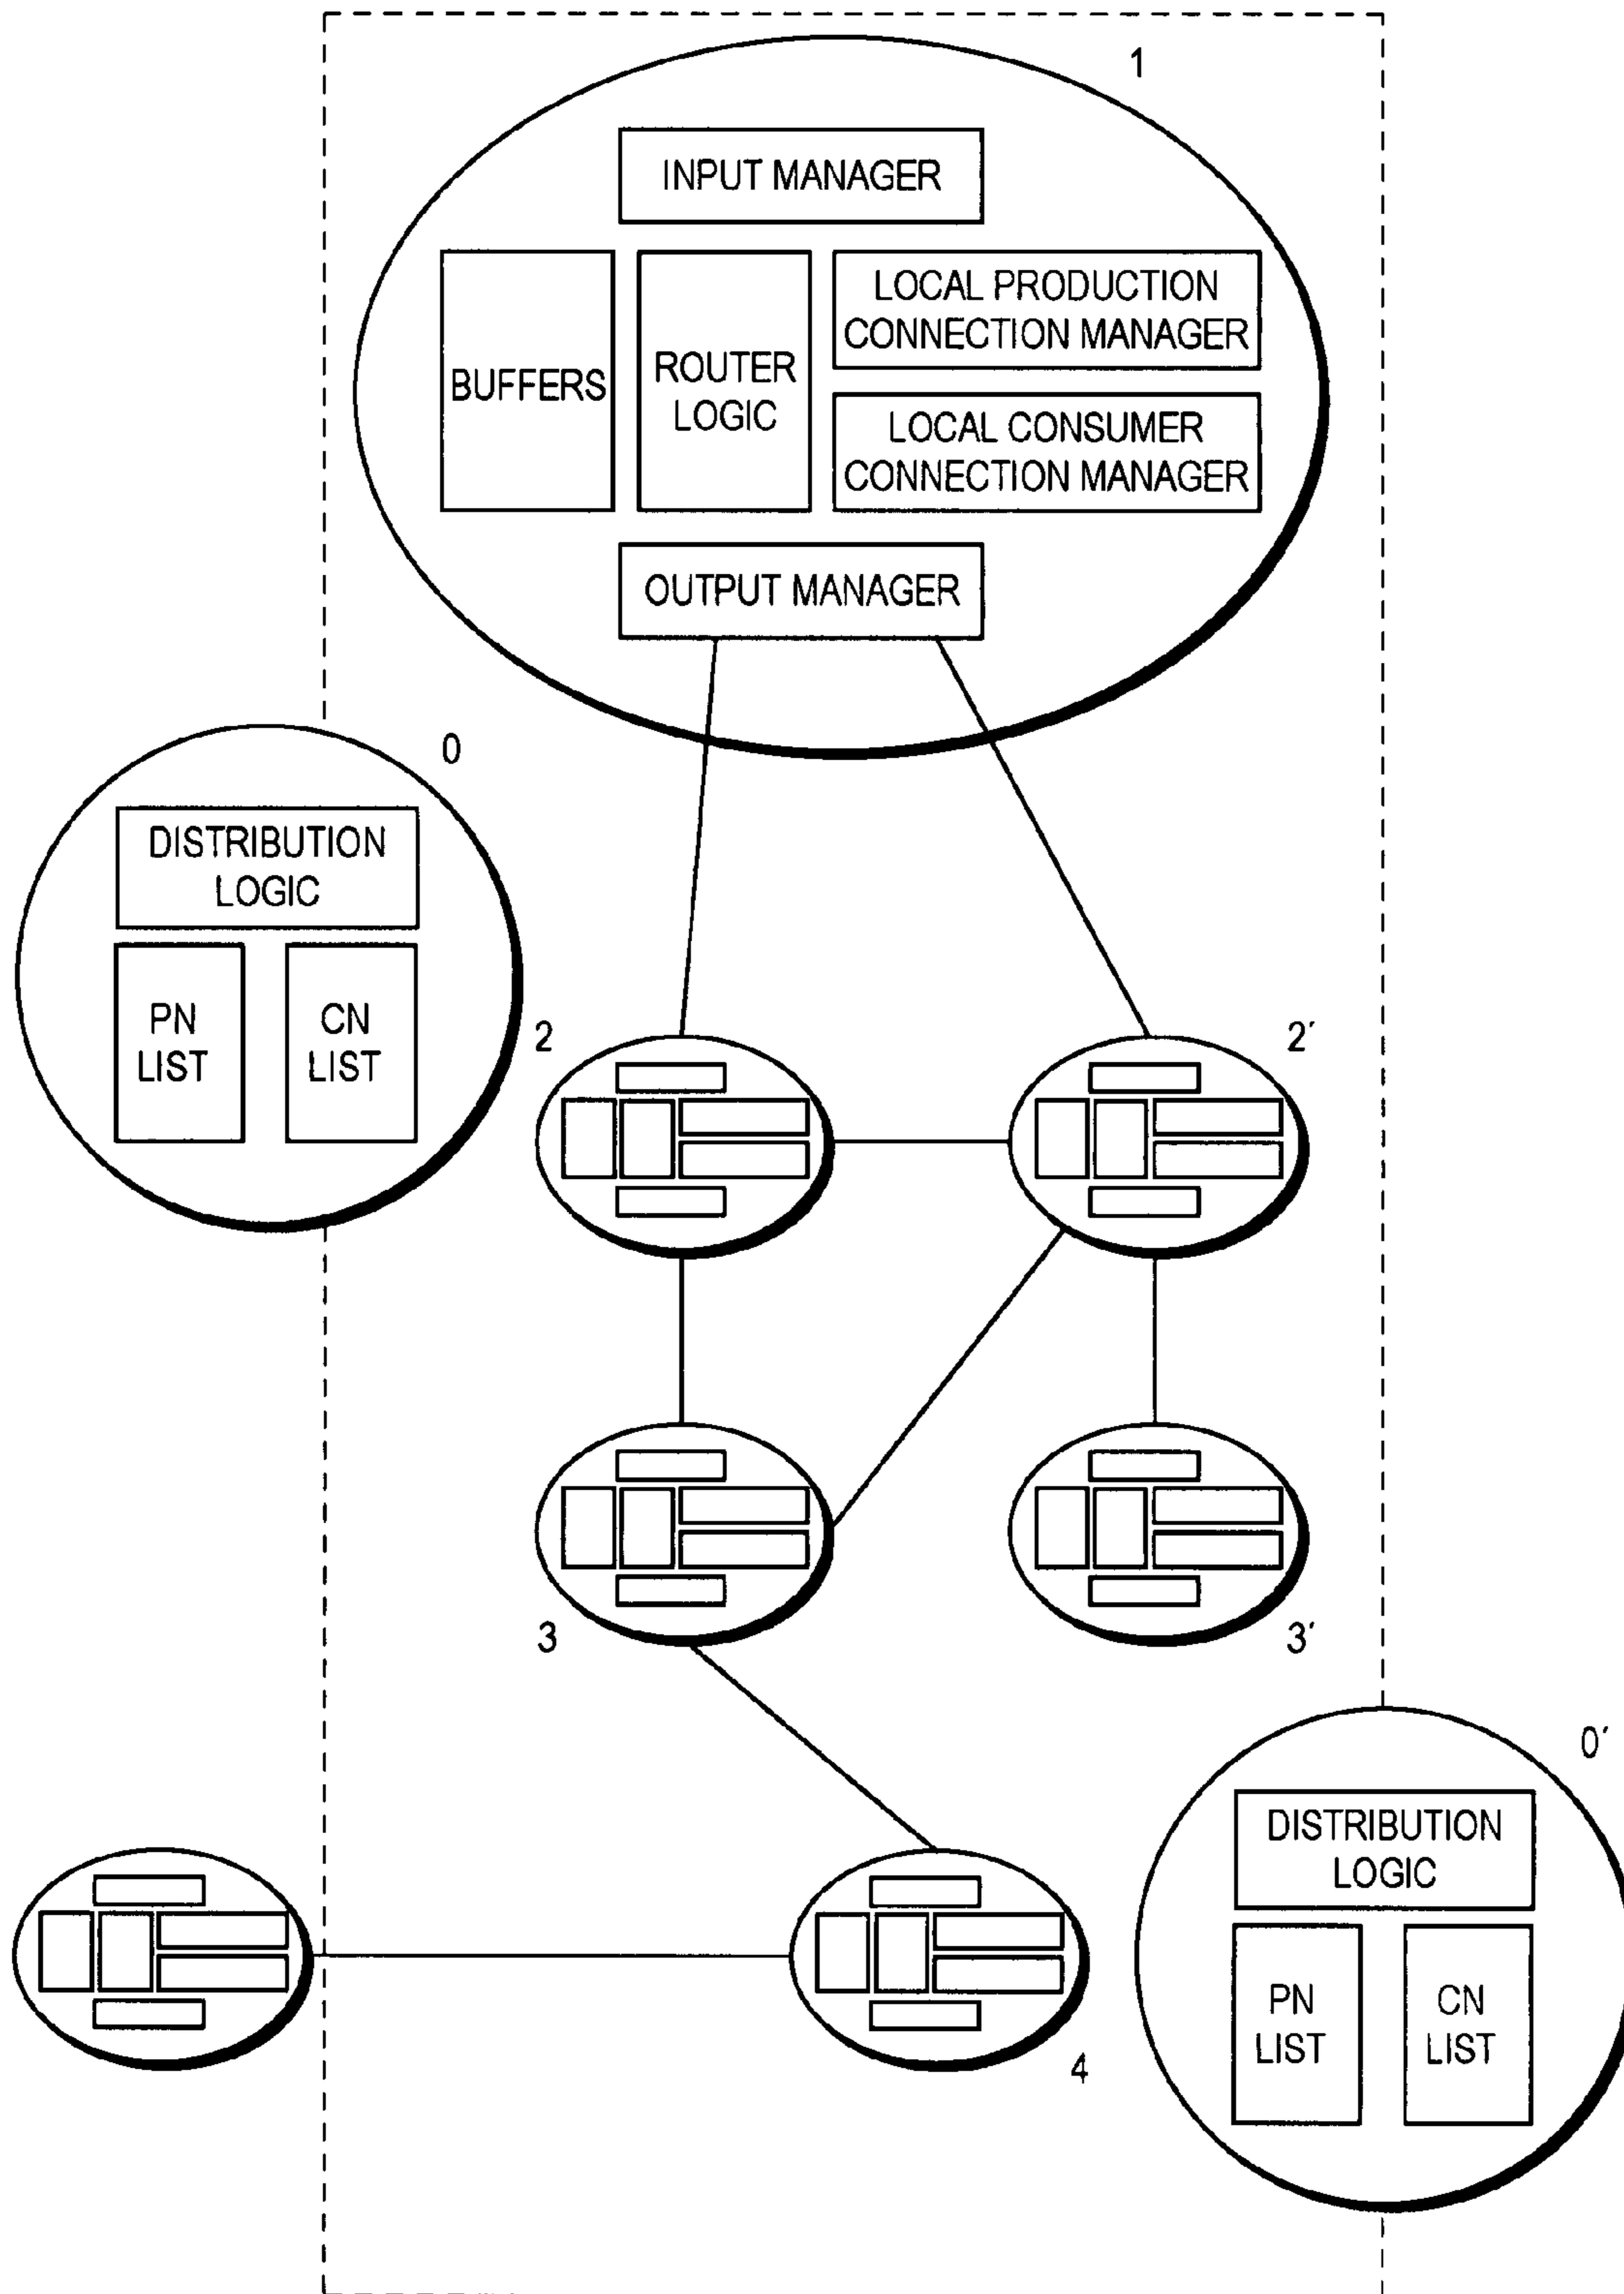 1
INPUT MANAGER
BUFFERS
ROUTER
LOGIC
LOCAL PRODUCTION
CONNECTION MANAGER
LOCAL CONSUMER
CONNECTION MANAGER
OUTPUT MANAGER
0
DISTRIBUTION
LOGIC
PN
LIST
CN
LIST
2
2′
3
3′
0′
DISTRIBUTION
LOGIC
PN
LIST
CN
LIST
4